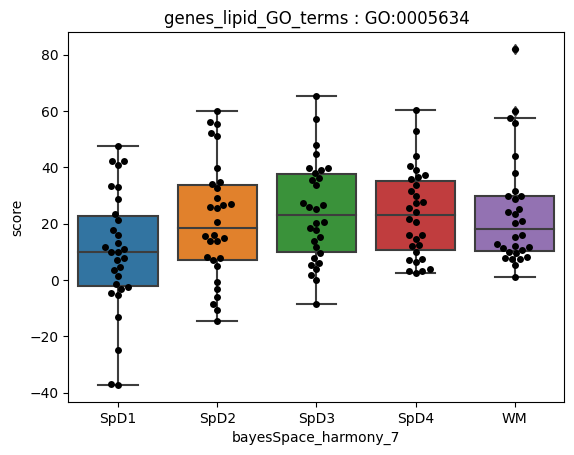 genes_lipid_GO_terms : GO:0005634
80
60
40
20
0
−20
−40
score
SpD1 SpD2 SpD3 SpD4 WM
bayesSpace_harmony_7